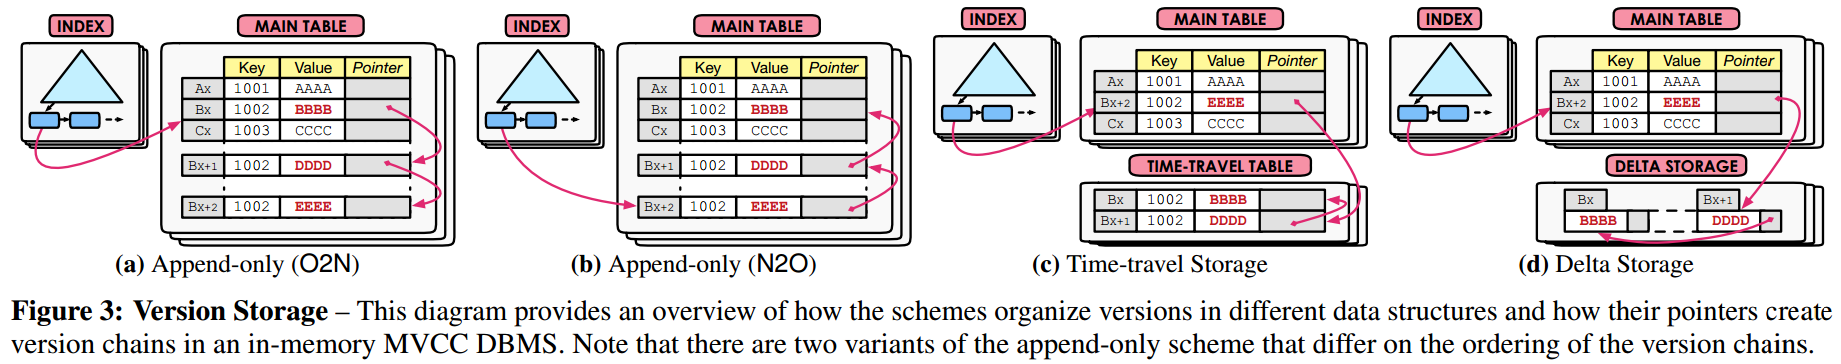 INDEX MAIN TABLE
Key Value Pointer
Ax 1001 AAAA
Bx 1002 BBBB
Cx 1003 CCCC
Bx+1 1002 DDDD
Bx+2 1002 EEEE
(a) Append-only (O2N)
INDEX MAIN TABLE
Key Value Pointer
Ax 1001 AAAA
Bx 1002 BBBB
Cx 1003 CCCC
Bx+1 1002 DDDD
Bx+2 1002 EEEE
(b) Append-only (N2O)
INDEX MAIN TABLE
Key Value Pointer
Ax 1001 AAAA
Bx+2 1002 EEEE
Cx 1003 CCCC
TIME-TRAVEL TABLE
Bx 1002 BBBB
Bx+1 1002 DDDD
(c) Time-travel Storage
INDEX MAIN TABLE
Key Value Pointer
Ax 1001 AAAA
Bx+2 1002 EEEE
Cx 1003 CCCC
DELTA STORAGE
Bx Bx+1
BBBB DDDD
(d) Delta Storage
Figure 3: Version Storage – This diagram provides an overview of how the schemes organize versions in different data structures and how their pointers create
version chains in an in-memory MVCC DBMS. Note that there are two variants of the append-only scheme that differ on the ordering of the version chains.